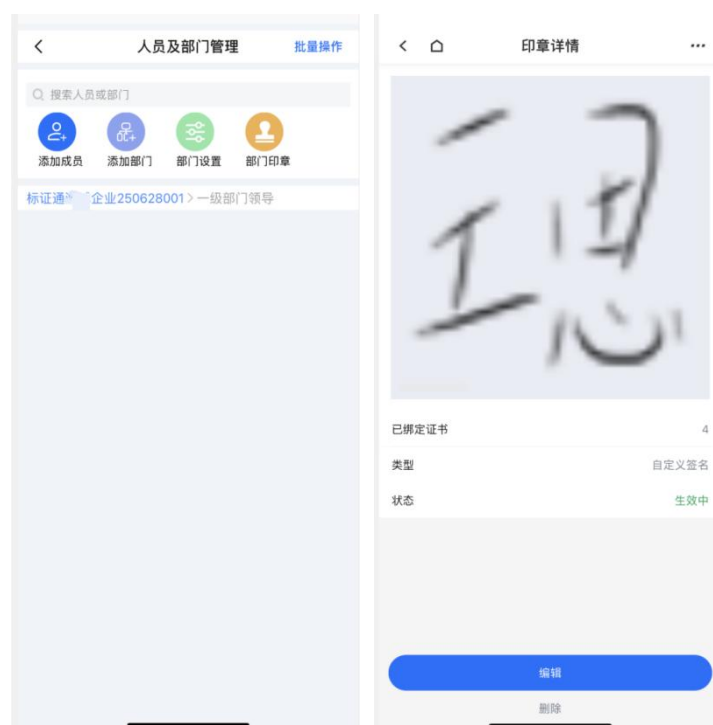 人员及部门管理 批量操作
搜索人员或部门
添加成员 添加部门 部门设置 部门印章
标证通 企业250628001>一级部门领导
印章详情
已绑定证书 4
类型 自定义签名
状态 生效中
编辑
删除